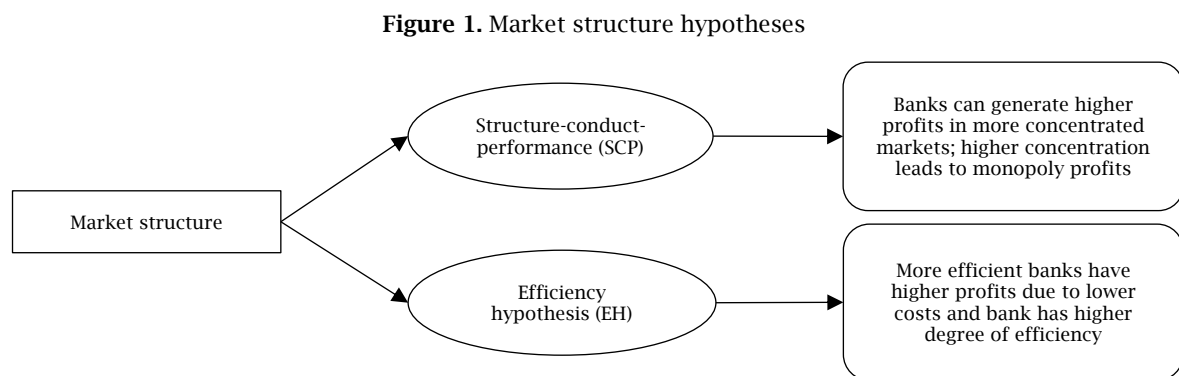 Figure 1. Market structure hypotheses
Market structure
Structure-conduct-
performance (SCP)
Banks can generate higher
profits in more concentrated
markets; higher concentration
leads to monopoly profits
Efficiency
hypothesis (EH)
More efficient banks have
higher profits due to lower
costs and bank has higher
degree of efficiency